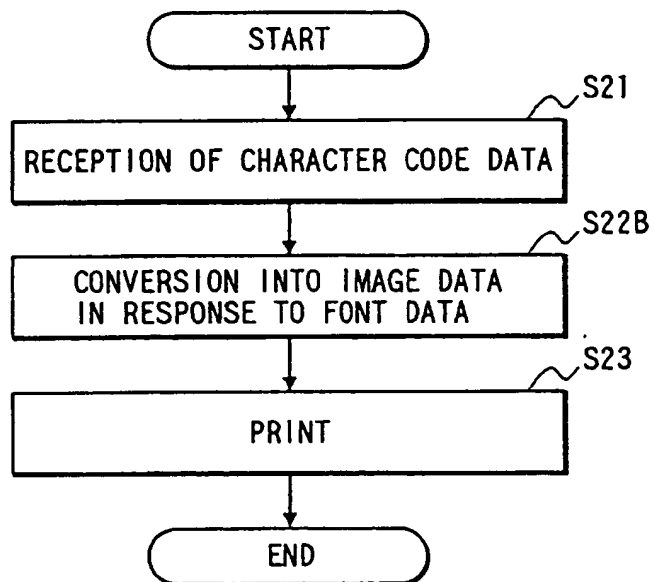 START
S21
RECEPTION OF CHARACTER CODE DATA
S22B
CONVERSION INTO IMAGE DATA
IN RESPONSE TO FONT DATA
S23
PRINT
END